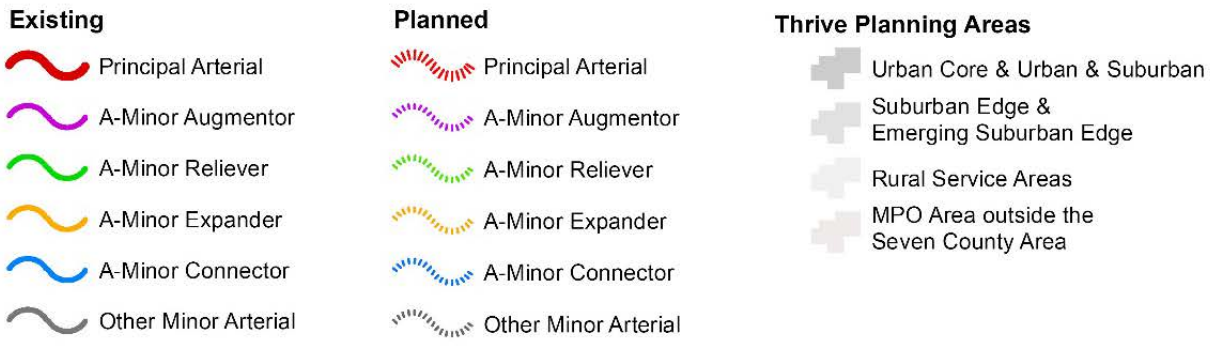 Existing
Principal Arterial
A-Minor Augmentor
A-Minor Reliever
A-Minor Expander
A-Minor Connector
Other Minor Arterial
Planned
Principal Arterial
A-Minor Augmentor
A-Minor Reliever
A-Minor Expander
A-Minor Connector
Other Minor Arterial
Thrive Planning Areas
Urban Core & Urban & Suburban
Suburban Edge &
Emerging Suburban Edge
Rural Service Areas
MPO Area outside the
Seven County Area